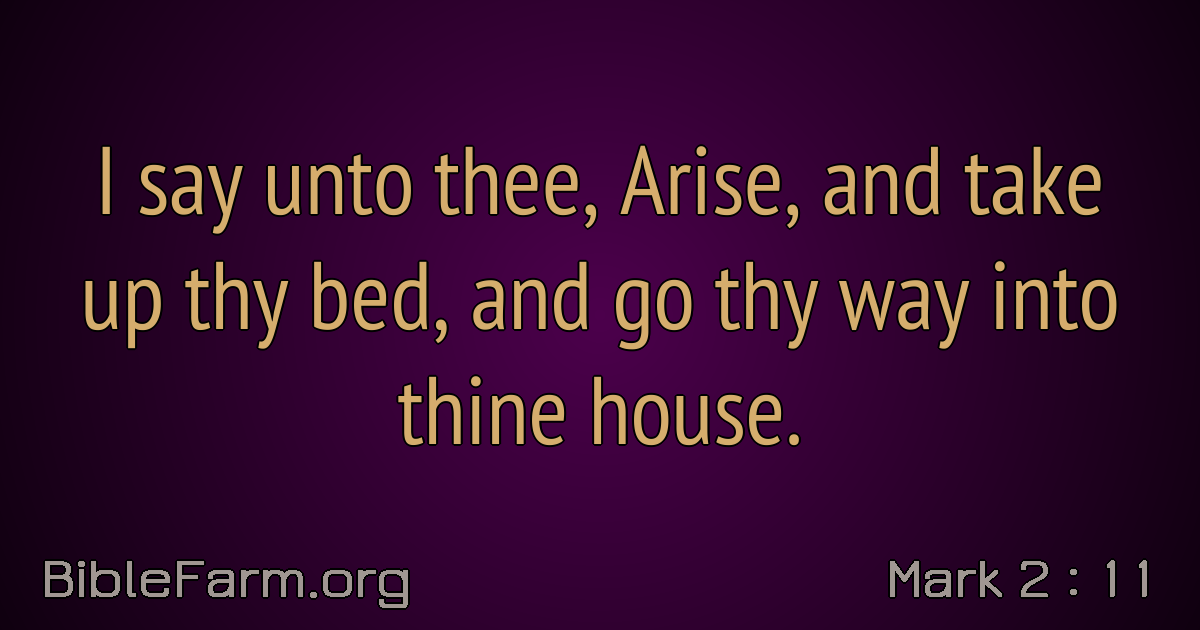 I say unto thee, Arise, and take
up thy bed, and go thy way into
thine house.
BibleFarm.org
Mark 2 : 11